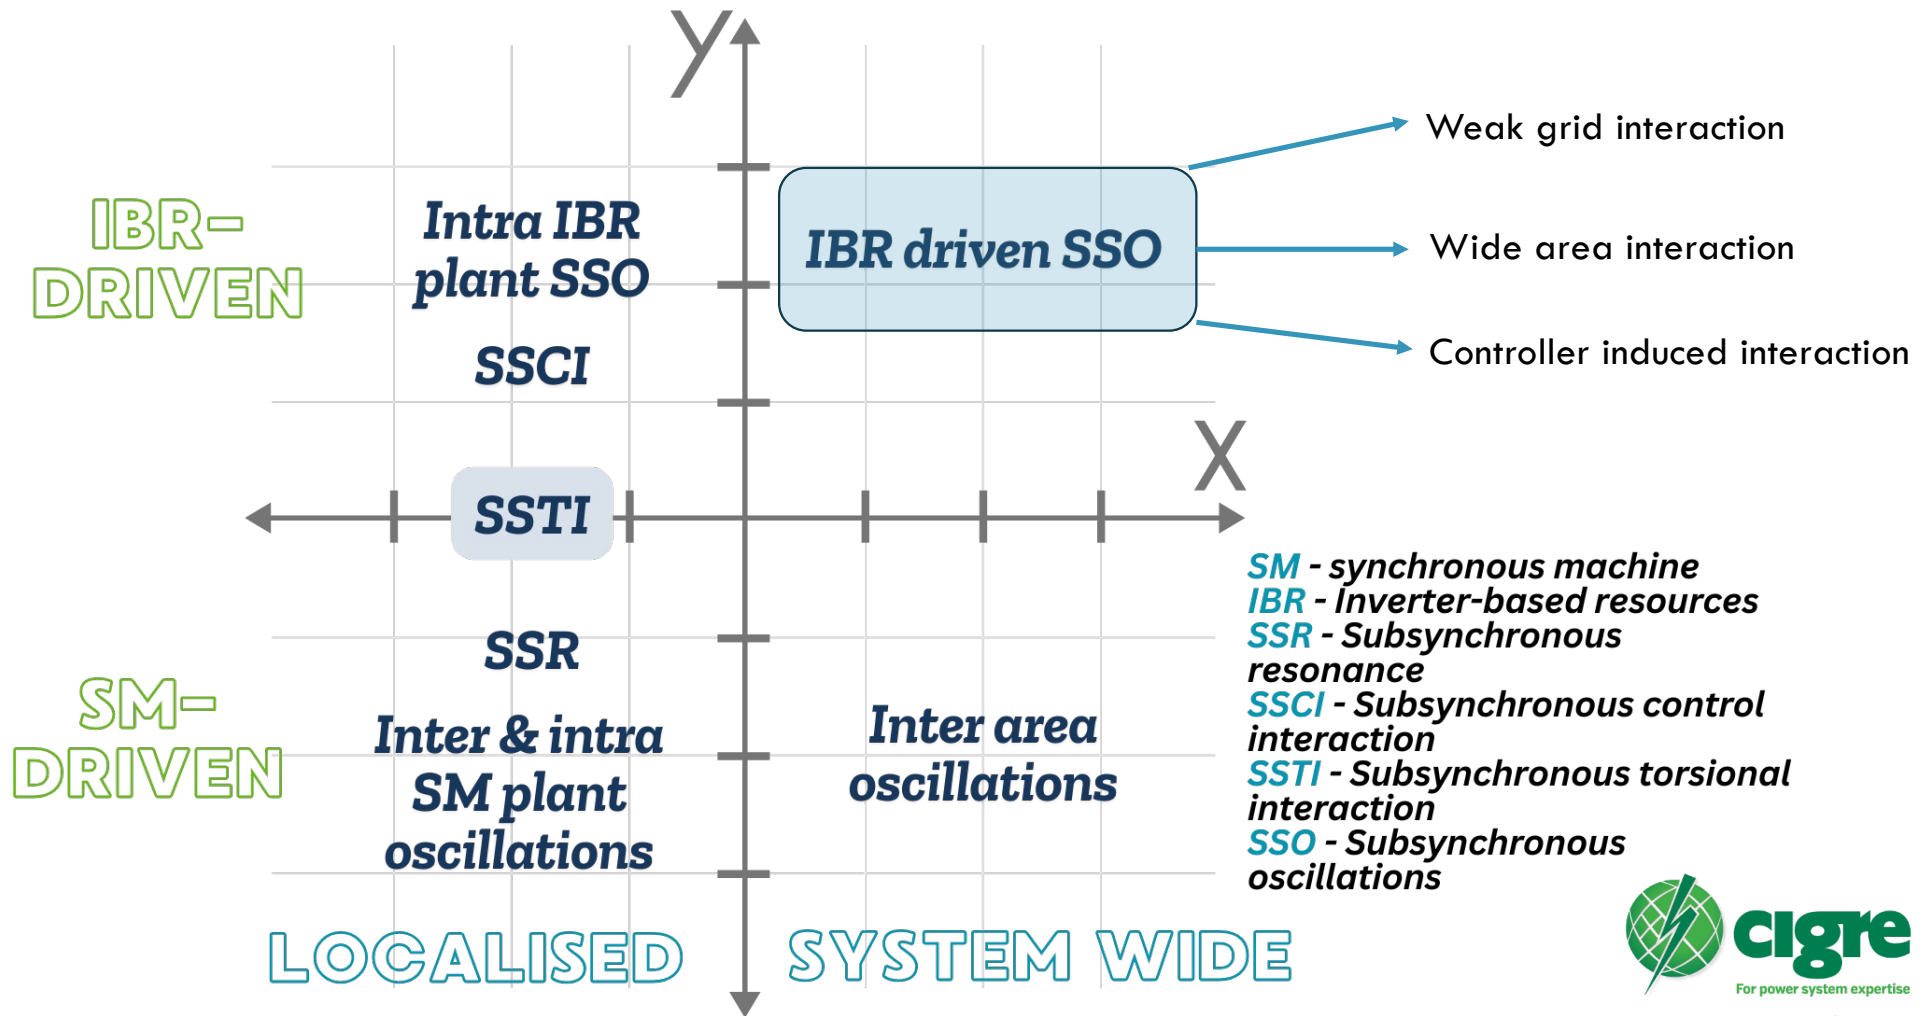 y
Weak grid interaction
IBR-
DRIVEN
Intra IBR
plant SSO
IBR driven SSO
Wide area interaction
SSCI
Controller induced interaction
X
SSTI
SM - synchronous machine
IBR - Inverter-based resources
SSR - Subsynchronous
resonance
SSCI - Subsynchronous control
interaction
SSTI - Subsynchronous torsional
interaction
SSO - Subsynchronous
oscillations
SM-
DRIVEN
SSR
Inter & intra
SM plant
oscillations
Inter area
oscillations
LOCALISED
SYSTEM WIDE
cigre
For power system expertise